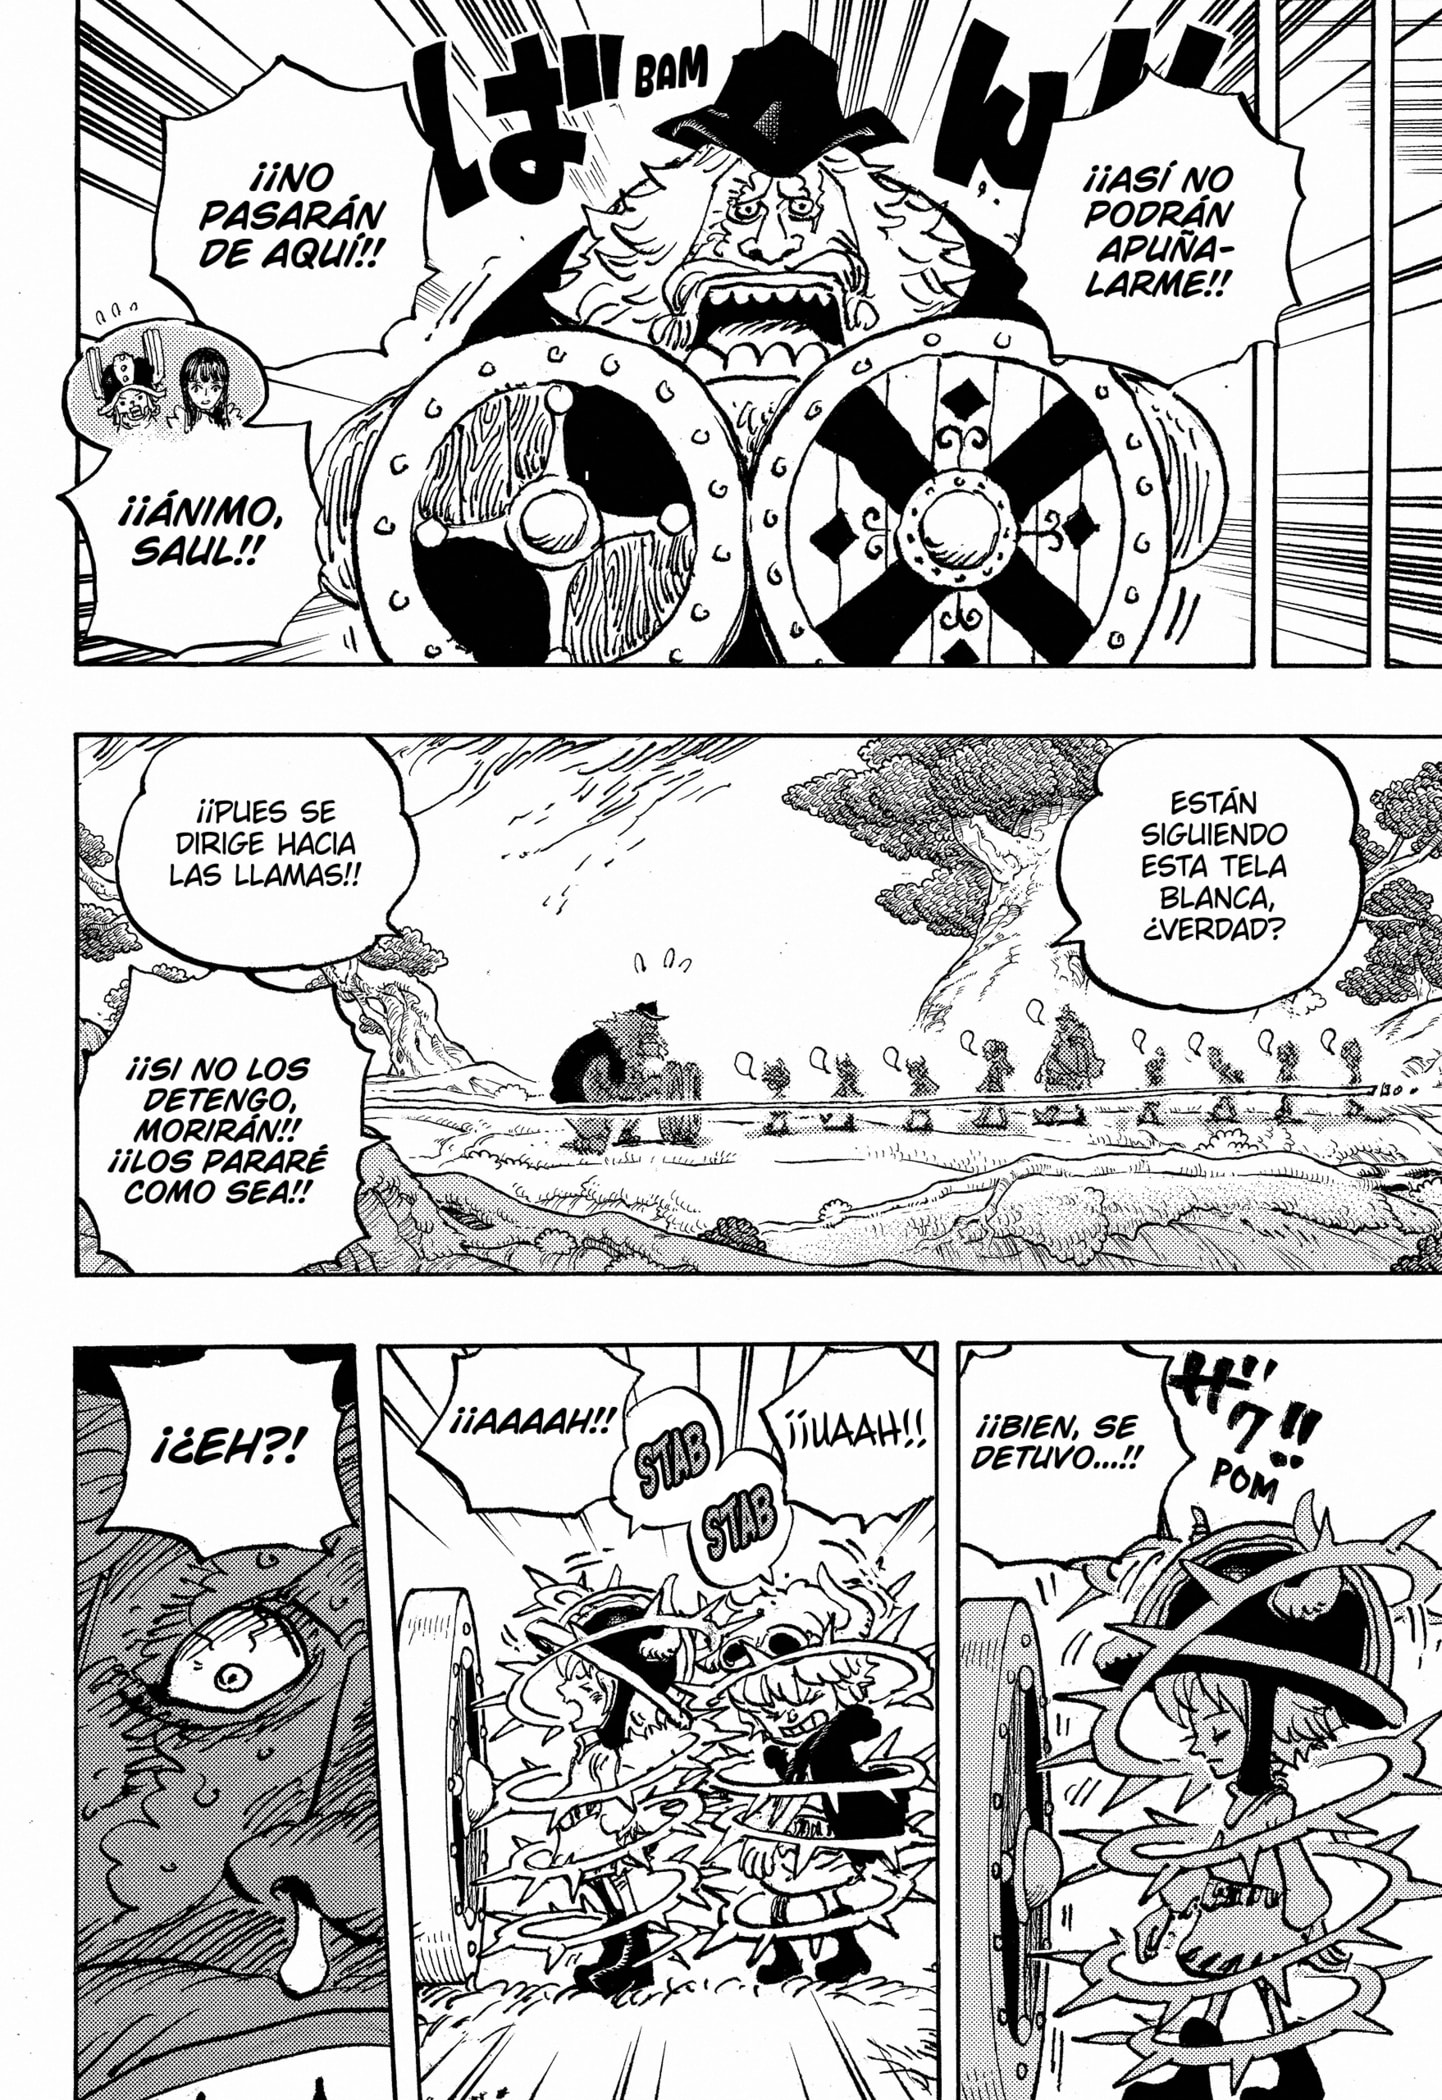 ¡¡ASÍ NO
PODRÁN
APUÑA-
LARME!!
ばん
BAM
¡¡NO
PASARÁN
DE AQUÍ!!
¡¡ÁNIMO,
SAUL!!
ESTÁN
SIGUIENDO
ESTA TELA
BLANCA,
¿VERDAD?
¡¡PUES SE
DIRIGE HACIA
LAS LLAMAS!!
¡¡SI NO LOS
DETENGO,
MORIRÁN!!
¡¡LOS PARARÉ
COMO SEA!!
¡¡BIEN, SE
DETUVO...!!
ザク!!
POM
¡¡UAAH!!
STAB
STAB
¡¡AAAAH!!
¡¿EH?!